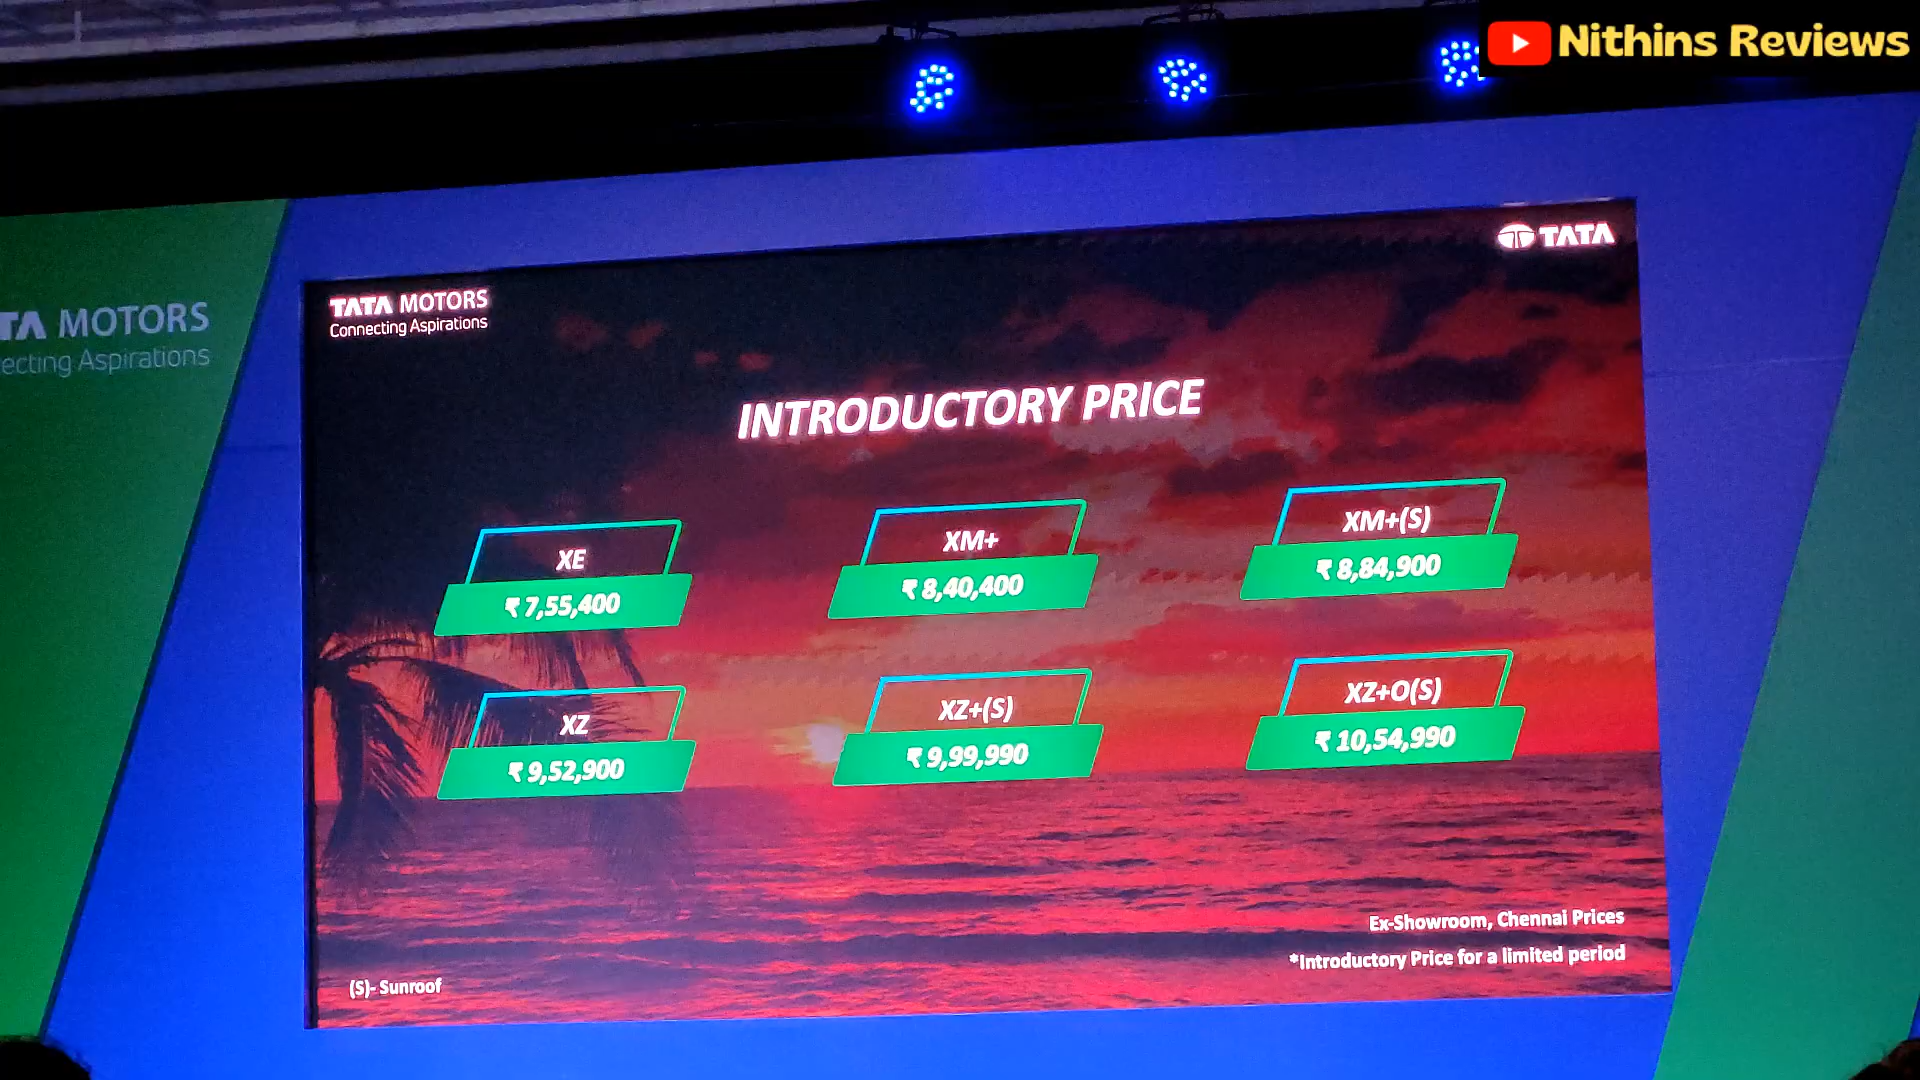 Nithins Reviews
TATA
TATA MOTORS
Connecting Aspirations
TA MOTORS
ecting Aspirations
INTRODUCTORY PRICE
XE
₹ 7,55,400
XM+
₹ 8,40,400
XM+(S)
₹ 8,84,900
XZ
₹ 9,52,900
XZ+(S)
₹ 9,99,990
XZ+O(S)
₹ 10,54,990
Ex-Showroom, Chennai Prices
*Introductory Price for a limited period
(S)- Sunroof